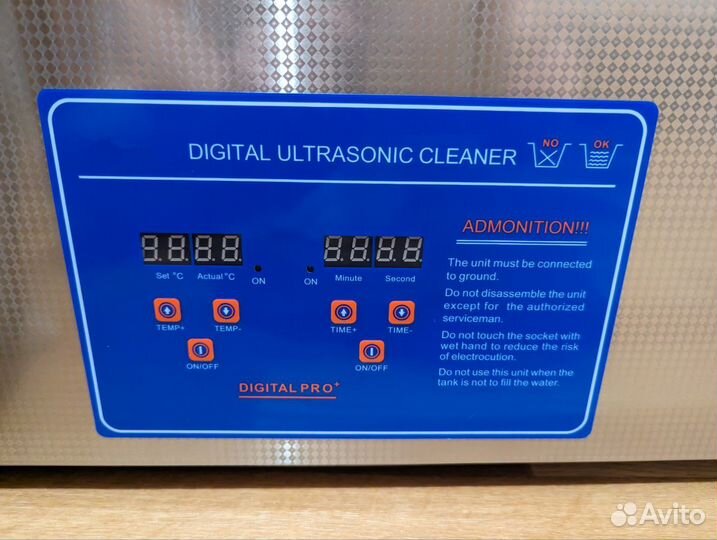 DIGITAL ULTRASONIC CLEANER
NO
OK
Set °C
Actual °C
ON
ON
Minute
Second
TEMP+
TEMP-
ON/OFF
TIME+
TIME-
ON/OFF
DIGITAL PRO+
ADMONITION!!!
The unit must be connected
to ground.
Do not disassemble the unit
except for the authorized
serviceman.
Do not touch the socket with
wet hand to reduce the risk
of electrocution.
Do not use this unit when the
tank is not to fill the water.
Avito